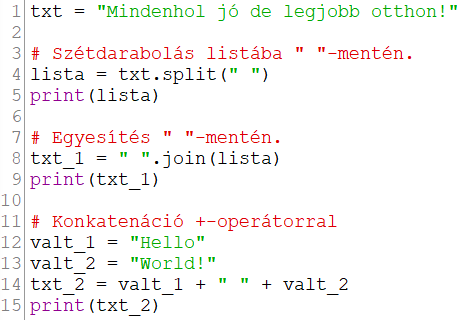 1 txt = "Mindenhol jó de legjobb otthon!"
2
3 # Szétdarabolás listába " "-mentén.
4 lista = txt.split(" ")
5 print(lista)
6
7 # Egyesítés " "-mentén.
8 txt_1 = " ".join(lista)
9 print(txt_1)
10
11 # Konkatenáció +-operátorral
12 valt_1 = "Hello"
13 valt_2 = "World!"
14 txt_2 = valt_1 + " " + valt_2
15 print(txt_2)